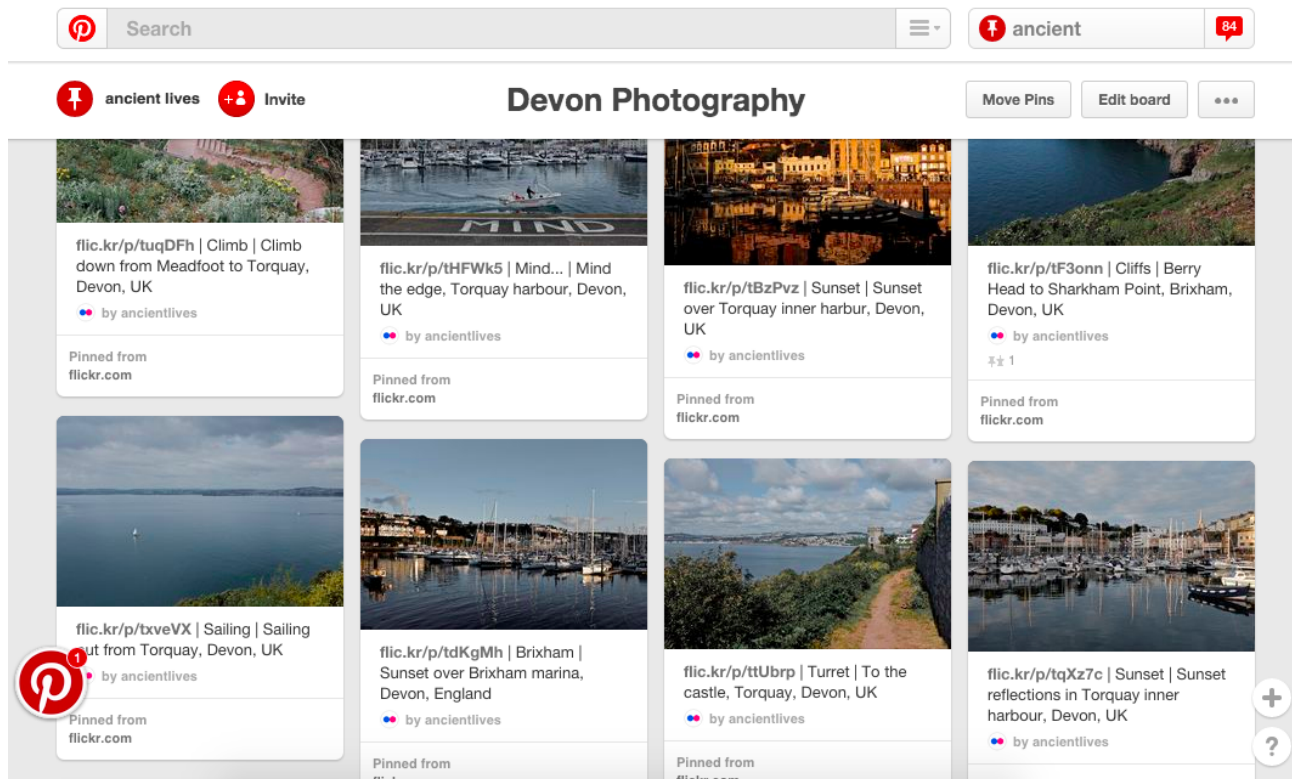 Search
ancient
84
ancient lives
Invite
Devon Photography
Move Pins
Edit board
flic.kr/p/tuqDFh | Climb | Climb
down from Meadfoot to Torquay,
Devon, UK
by ancientlives
Pinned from
flickr.com
MIND
flic.kr/p/tHFWk5 | Mind... | Mind
the edge, Torquay harbour, Devon,
UK
by ancientlives
Pinned from
flickr.com
flic.kr/p/tBzPvz | Sunset | Sunset
over Torquay inner harbur, Devon,
UK
by ancientlives
Pinned from
flickr.com
flic.kr/p/tF3onn | Cliffs | Berry
Head to Sharkham Point, Brixham,
Devon, UK
by ancientlives
1
Pinned from
flickr.com
flic.kr/p/txveVX | Sailing | Sailing
out from Torquay, Devon, UK
by ancientlives
Pinned from
flickr.com
1
flic.kr/p/tdKgMh | Brixham |
Sunset over Brixham marina,
Devon, England
by ancientlives
Pinned from
flic.kr/p/ttUbrp | Turret | To the
castle, Torquay, Devon, UK
by ancientlives
Pinned from
flickr.com
flic.kr/p/tqXz7c | Sunset | Sunset
reflections in Torquay inner
harbour, Devon, UK
by ancientlives
?